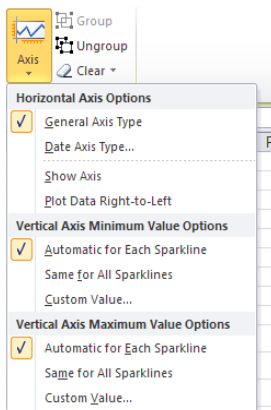 Group
Ungroup
Axis
Clear
Horizontal Axis Options
General Axis Type
Date Axis Type...
Show Axis
Plot Data Right-to-Left
Vertical Axis Minimum Value Options
Automatic for Each Sparkline
Same for All Sparklines
Custom Value...
Vertical Axis Maximum Value Options
Automatic for Each Sparkline
Same for All Sparklines
Custom Value...